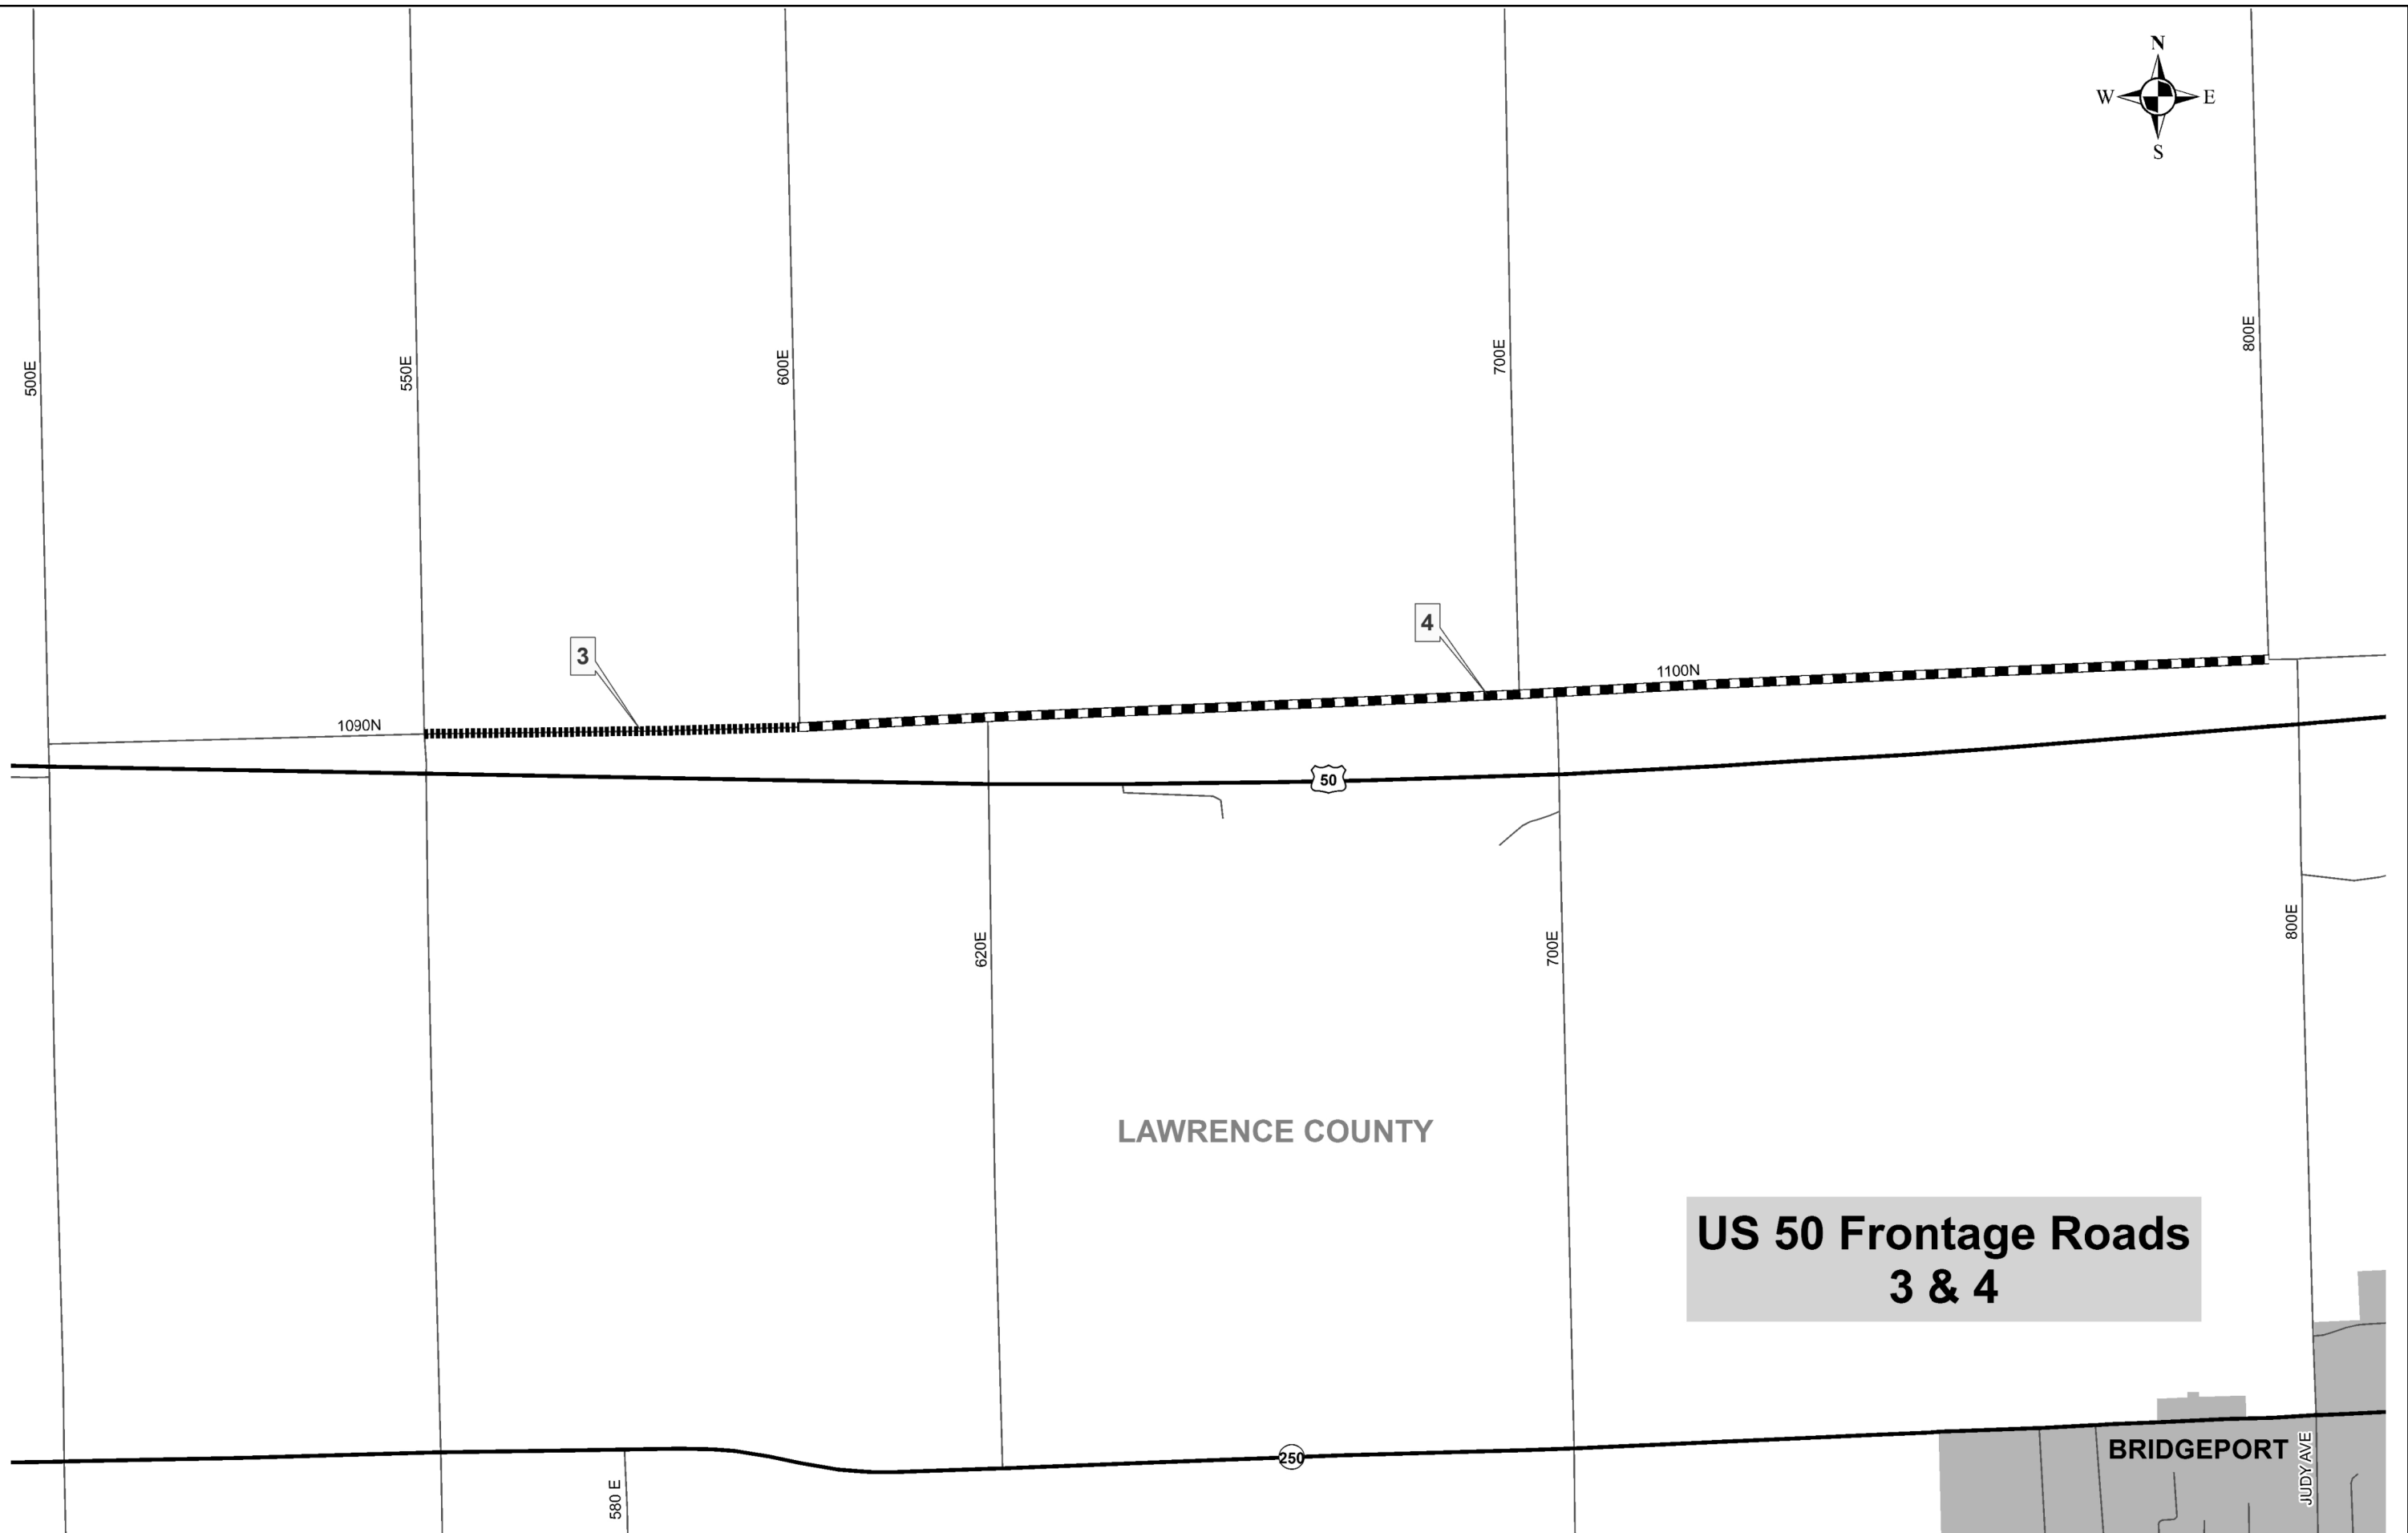 N
W E
S
500E
550E
600E
700E
800E
3
4
1090N
1100N
50
620E
700E
800E
LAWRENCE COUNTY
US 50 Frontage Roads
3 & 4
250
580 E
BRIDGEPORT
JUDY AVE